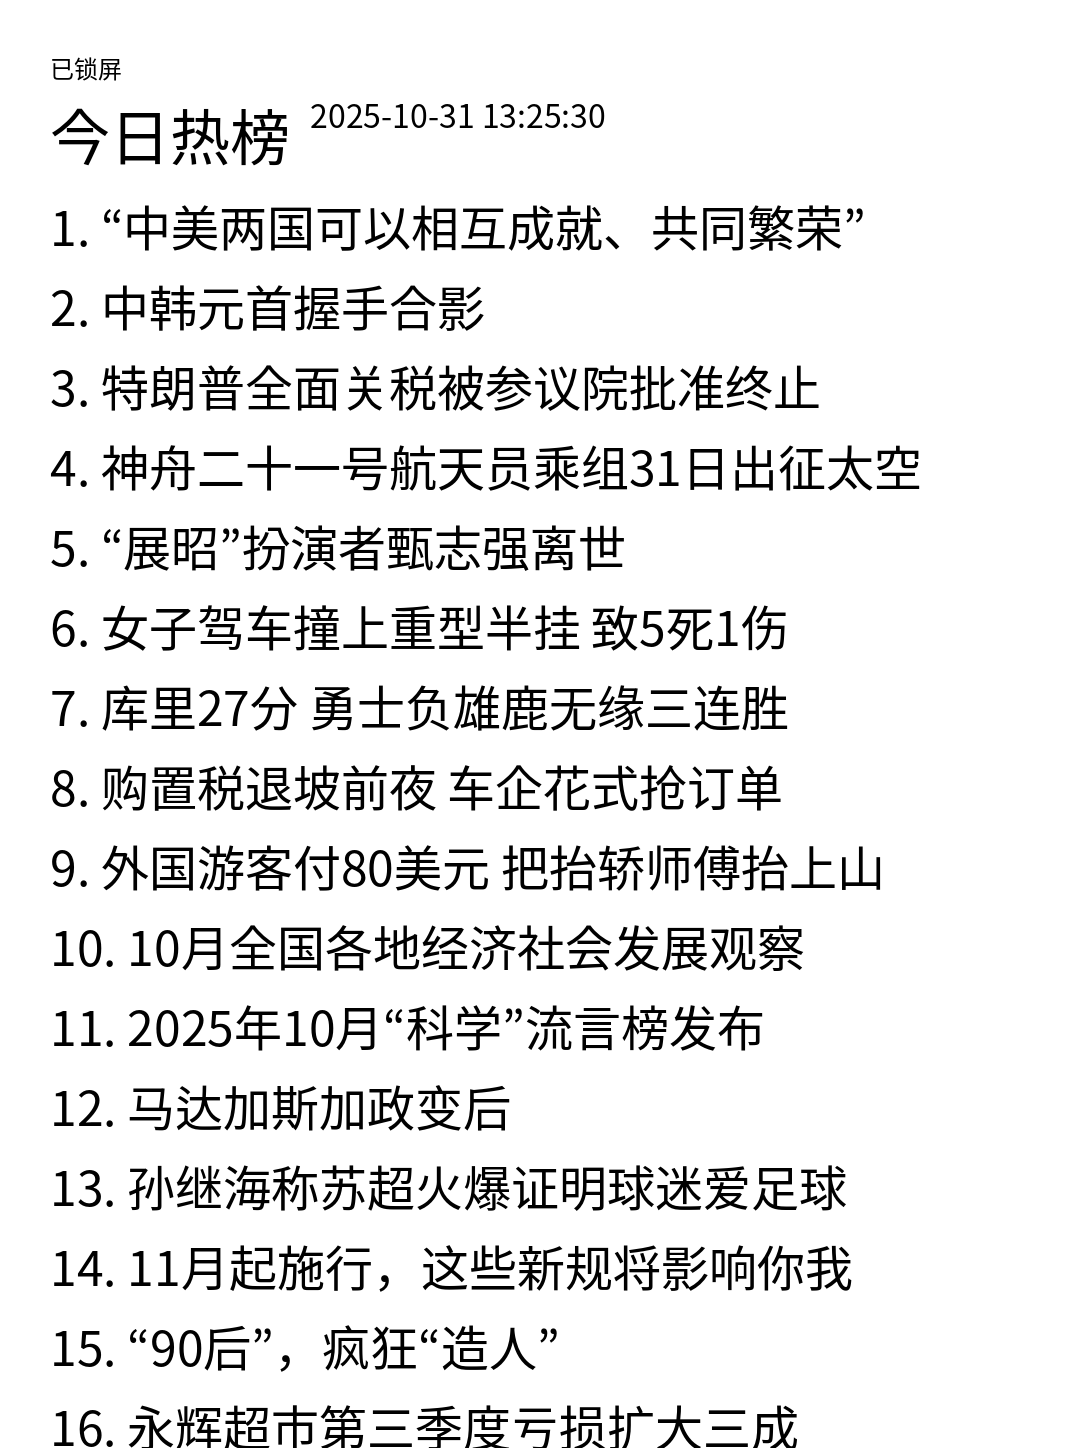 已锁屏
今日热榜 2025-10-31 13:25:30
1. “中美两国可以相互成就、共同繁荣”
2. 中韩元首握手合影
3. 特朗普全面关税被参议院批准终止
4. 神舟二十一号航天员乘组31日出征太空
5. “展昭”扮演者甄志强离世
6. 女子驾车撞上重型半挂 致5死1伤
7. 库里27分 勇士负雄鹿无缘三连胜
8. 购置税退坡前夜 车企花式抢订单
9. 外国游客付80美元 把抬轿师傅抬上山
10. 10月全国各地经济社会发展观察
11. 2025年10月“科学”流言榜发布
12. 马达加斯加政变后
13. 孙继海称苏超火爆证明球迷爱足球
14. 11月起施行，这些新规将影响你我
15. “90后”，疯狂“造人”
16. 永辉超市第三季度亏损扩大三成